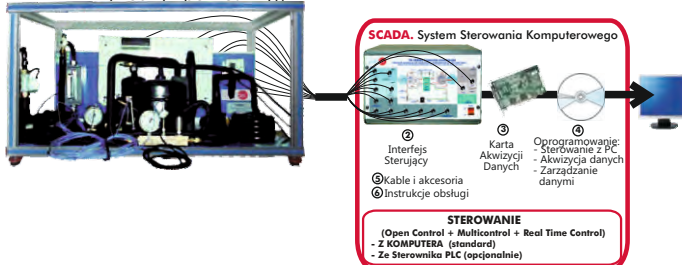 SCADA. System Sterowania Komputerowego
②
Interfejs
Sterujący
③
Karta
Akwizycji
Danych
④
Oprogramowanie:
- Sterowanie z PC
- Akwizycja danych
- Zarządzanie
danymi
⑤ Kable i akcesoria
⑥ Instrukcje obsługi
STEROWANIE
(Open Control + Multicontrol + Real Time Control)
- Z KOMPUTERA (standard)
- Ze Sterownika PLC (opcjonalnie)